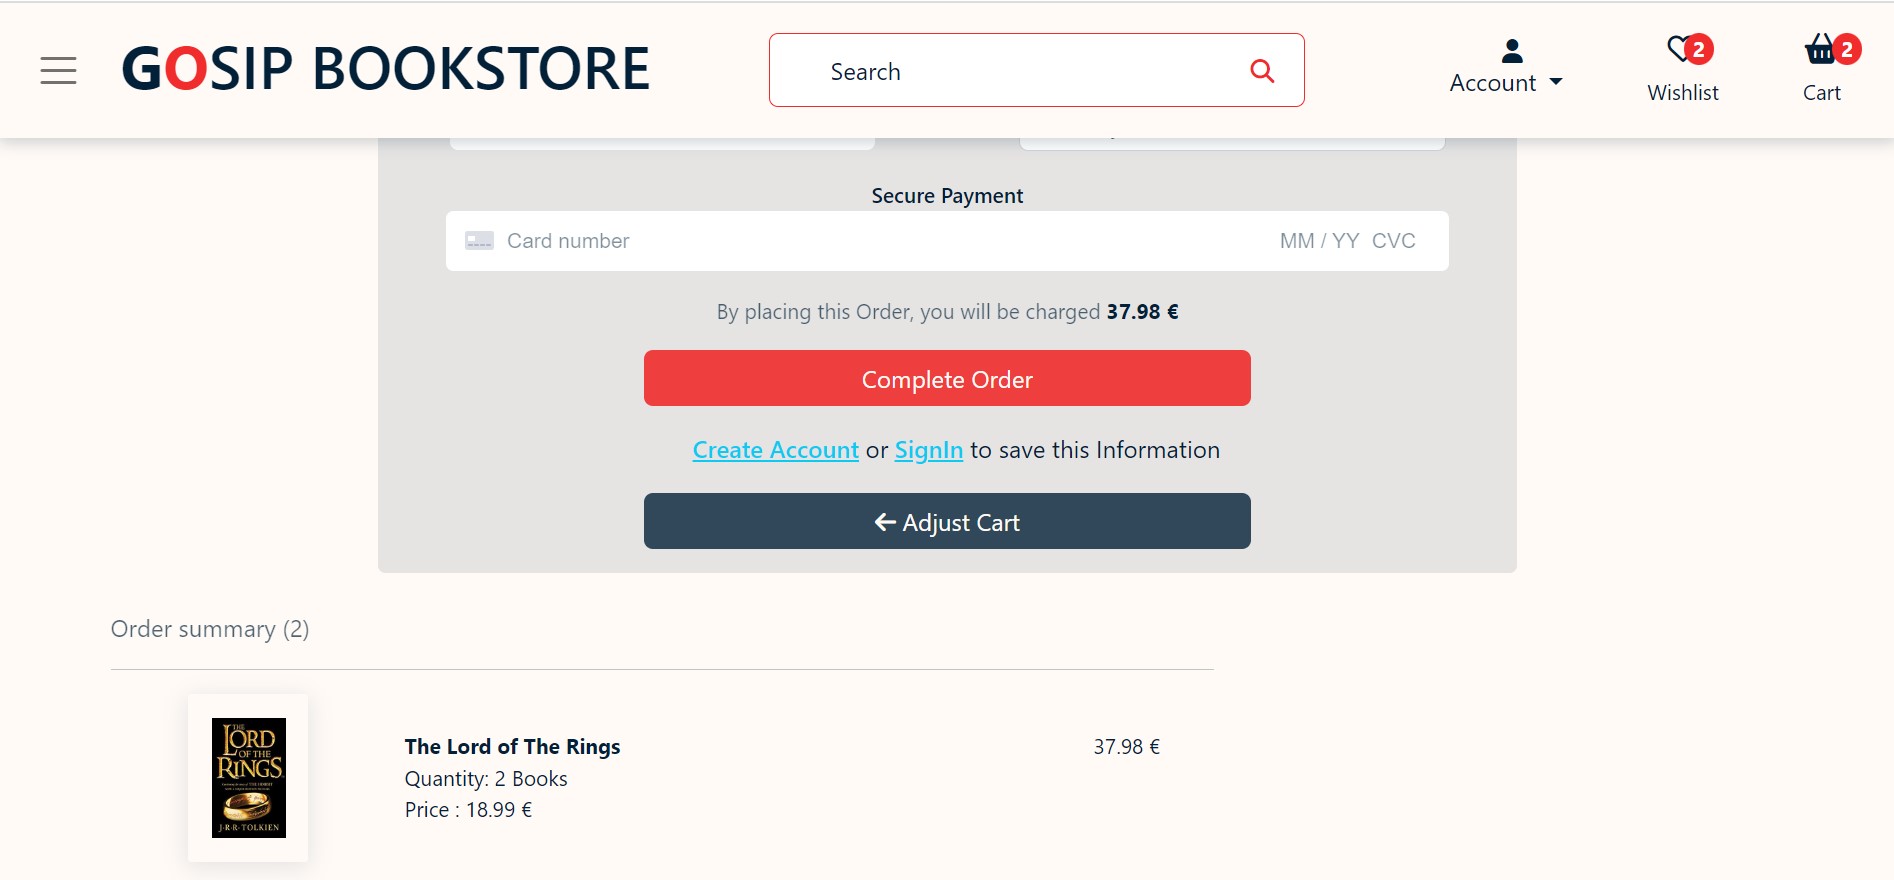 GOSIP BOOKSTORE
Search
Account
2
Wishlist
2
Cart
Secure Payment
Card number MM / YY CVC
By placing this Order, you will be charged 37.98 €
Complete Order
Create Account or SignIn to save this Information
Adjust Cart
Order summary (2)
THE
LORD
OF THE
RINGS
J·R·R·TOLKIEN
The Lord of The Rings
37.98 €
Quantity: 2 Books
Price : 18.99 €